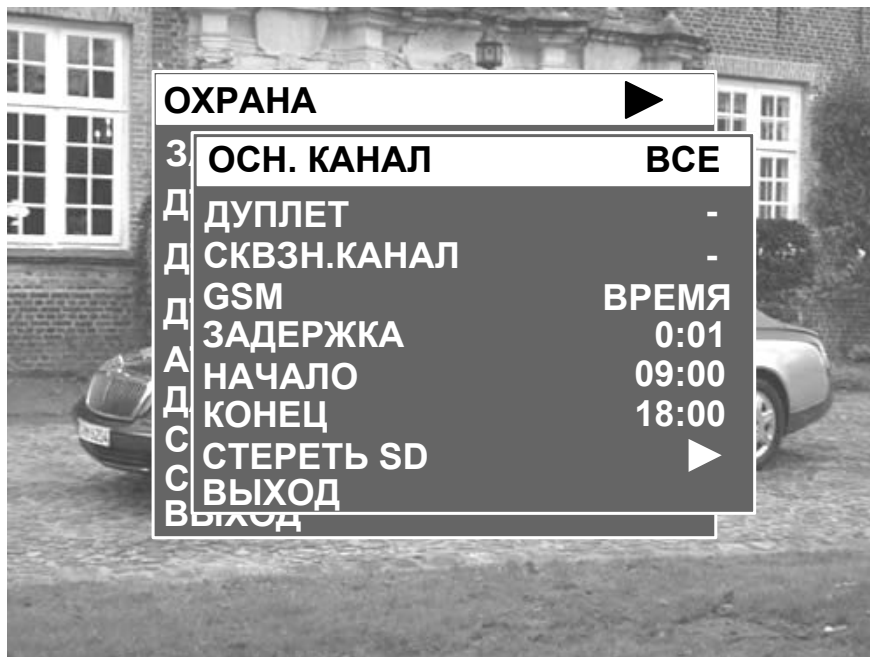 ОХРАНА
ОСН. КАНАЛ ВСЕ
ДУПЛЕТ -
СКВЗН.КАНАЛ -
GSM ВРЕМЯ
ЗАДЕРЖКА 0:01
НАЧАЛО 09:00
КОНЕЦ 18:00
СТЕРЕТЬ SD
ВЫХОД
ВЫХОД